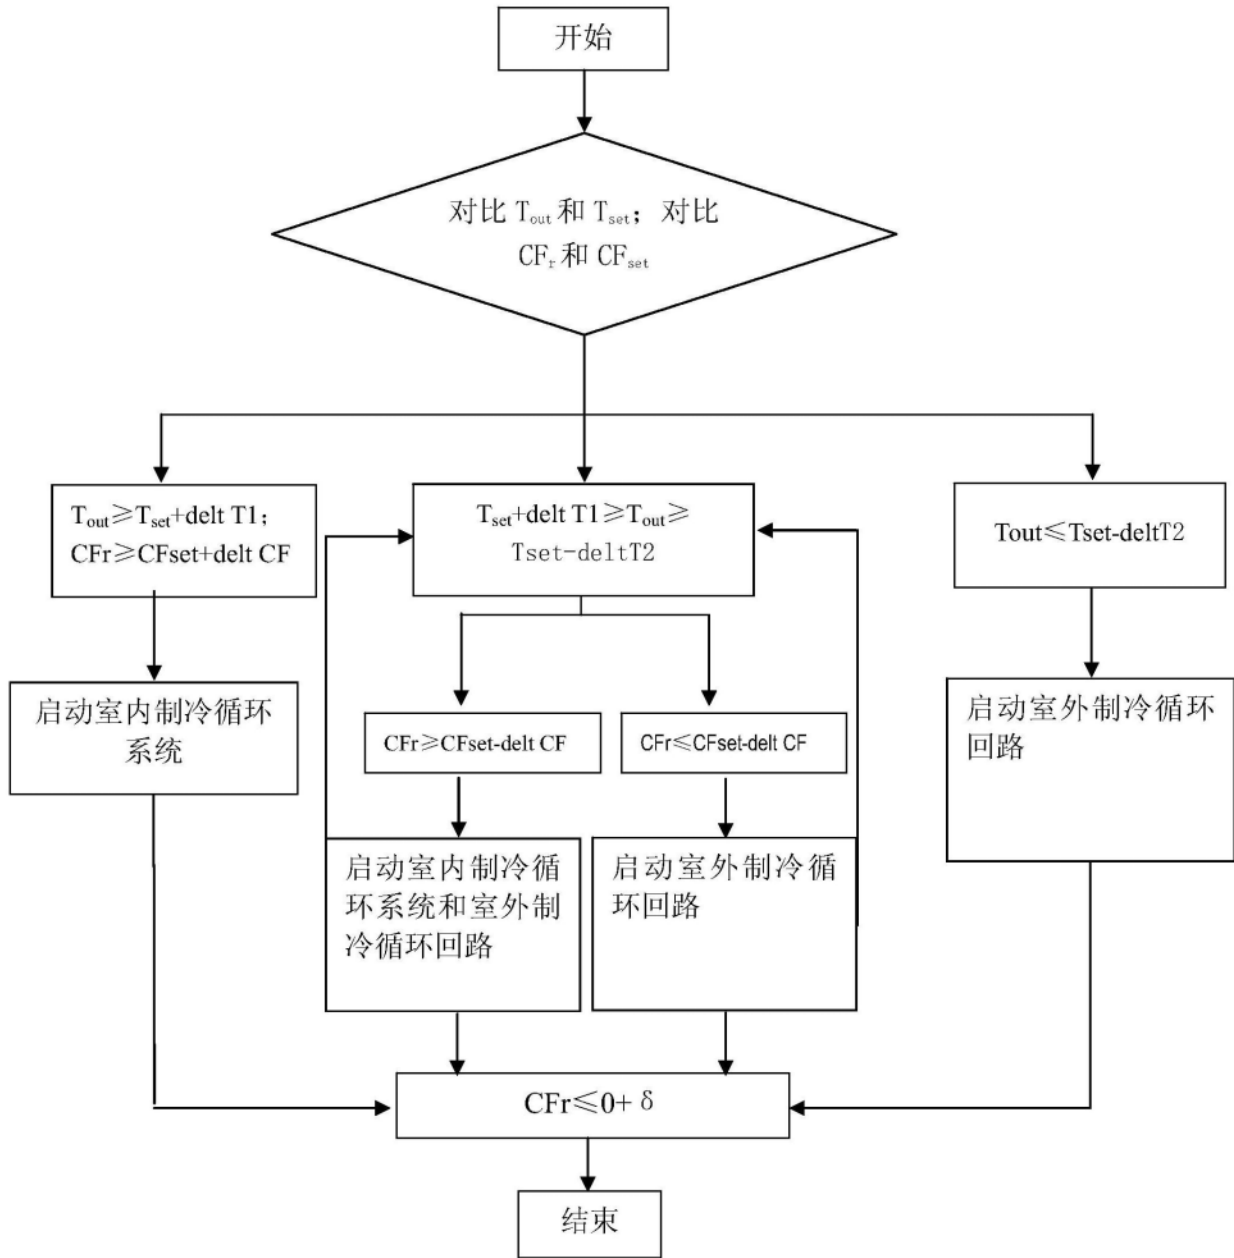 开始
对比 Tout 和 Tset；对比
CFr 和 CFset
Tout≥Tset+delt T1；
CFr≥CFset+delt CF
Tset+delt T1≥Tout≥
Tset-deltT2
Tout≤Tset-deltT2
启动室内制冷循环
系统
CFr≥CFset-delt CF
CFr≤CFset-delt CF
启动室外制冷循环
回路
启动室内制冷循
环系统和室外制
冷循环回路
启动室外制冷循
环回路
CFr≤0+ δ
结束